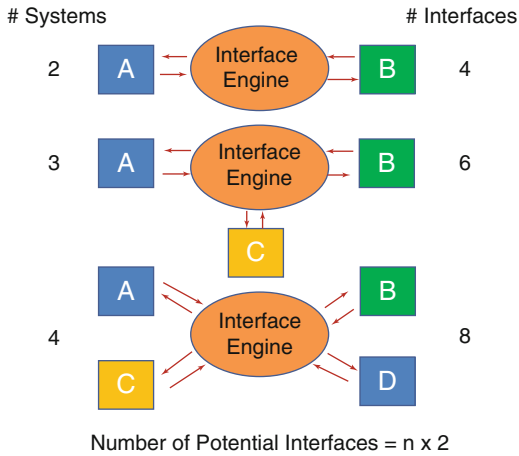 # Systems # Interfaces
2 A Interface Engine B 4
3 A Interface Engine B 6
C
A B
4 Interface Engine 8
C D
Number of Potential Interfaces = n x 2